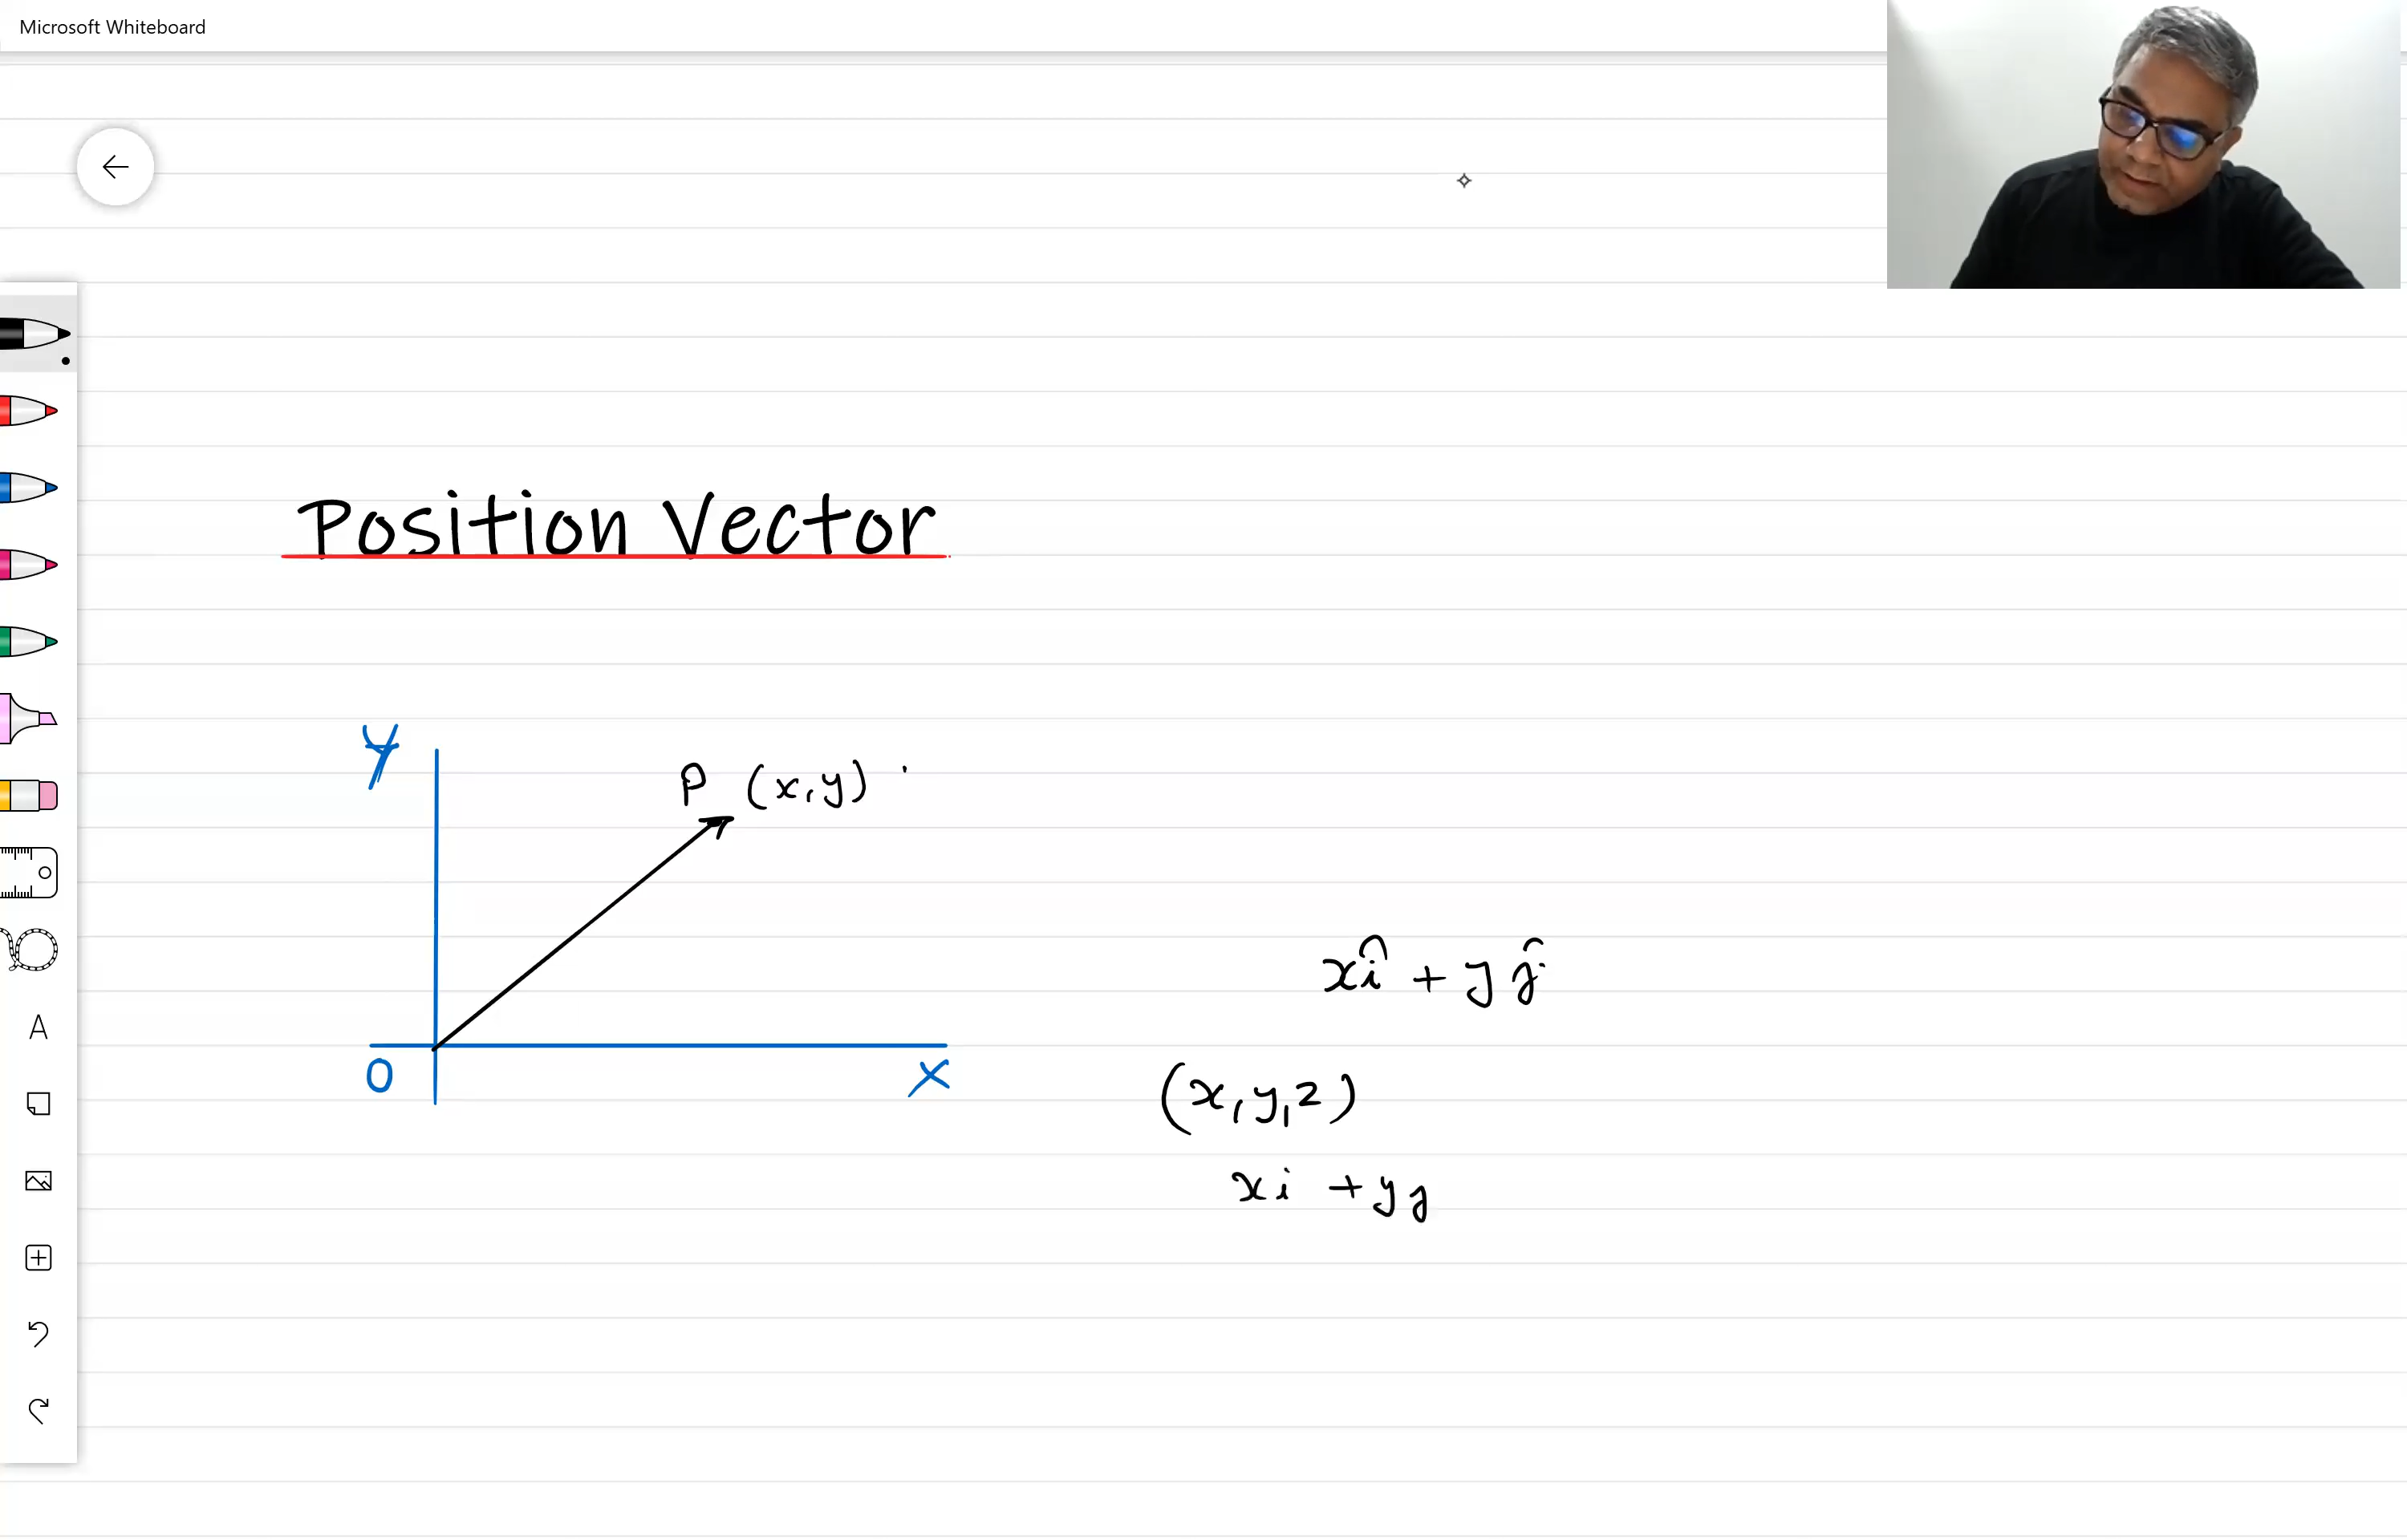 Microsoft Whiteboard
Position Vector
Y
P (x,y)
xî + yĵ
O
X
(x,y,z)
xi + yj
A